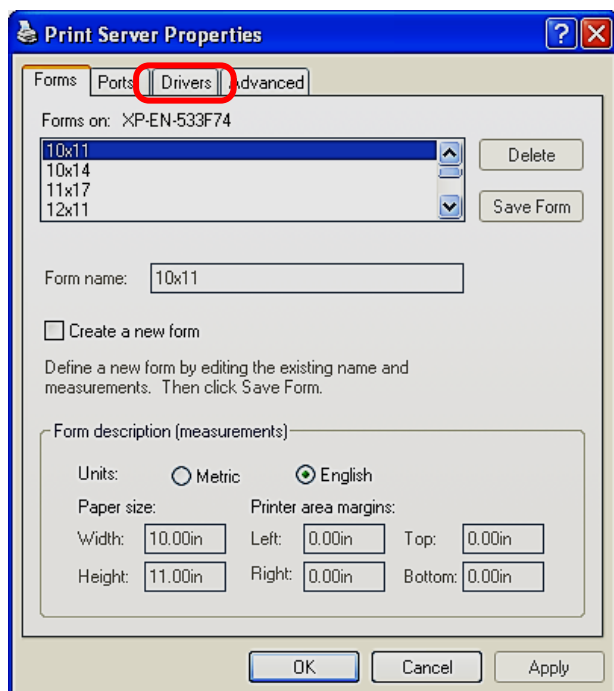 Print Server Properties
Forms Ports Drivers Advanced
Forms on: XP-EN-533F74
10x11
10x14
11x17
12x11
Delete
Save Form
Form name: 10x11
Create a new form
Define a new form by editing the existing name and
measurements. Then click Save Form.
Form description (measurements)
Units: Metric English
Paper size: Printer area margins:
Width: 10.00in Left: 0.00in Top: 0.00in
Height: 11.00in Right: 0.00in Bottom: 0.00in
OK Cancel Apply